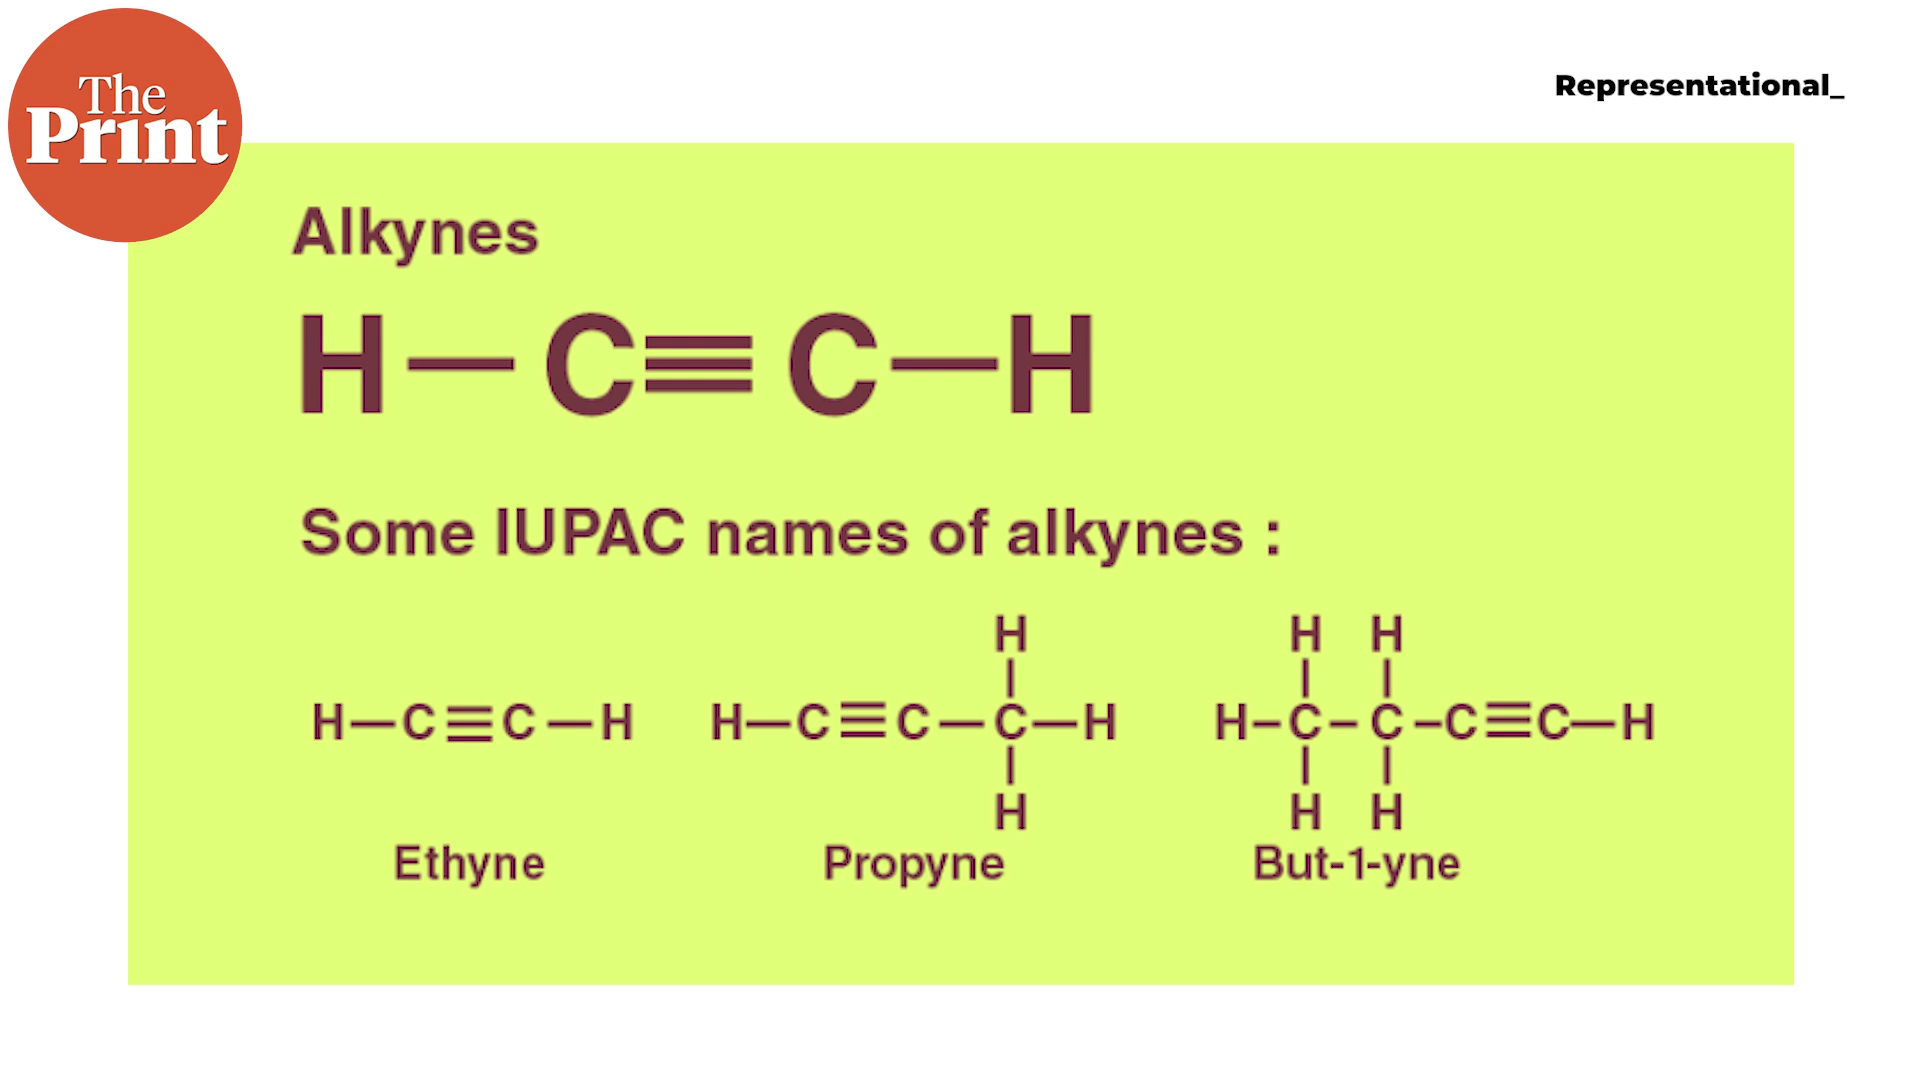 The
Print
Representational_
Alkynes
H—C≡C—H
Some IUPAC names of alkynes :
H H H
H—C≡C—H H—C≡C—C—H H–C–C–C≡C—H
H H H
Ethyne Propyne But-1-yne